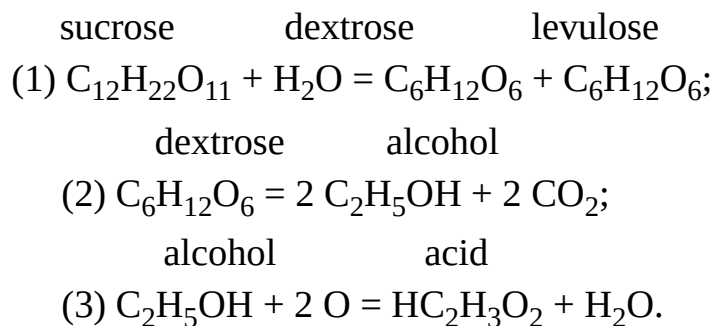 sucrose dextrose levulose
(1) C₁₂H₂₂O₁₁ + H₂O = C₆H₁₂O₆ + C₆H₁₂O₆;
dextrose alcohol
(2) C₆H₁₂O₆ = 2 C₂H₅OH + 2 CO₂;
alcohol acid
(3) C₂H₅OH + 2 O = HC₂H₃O₂ + H₂O.